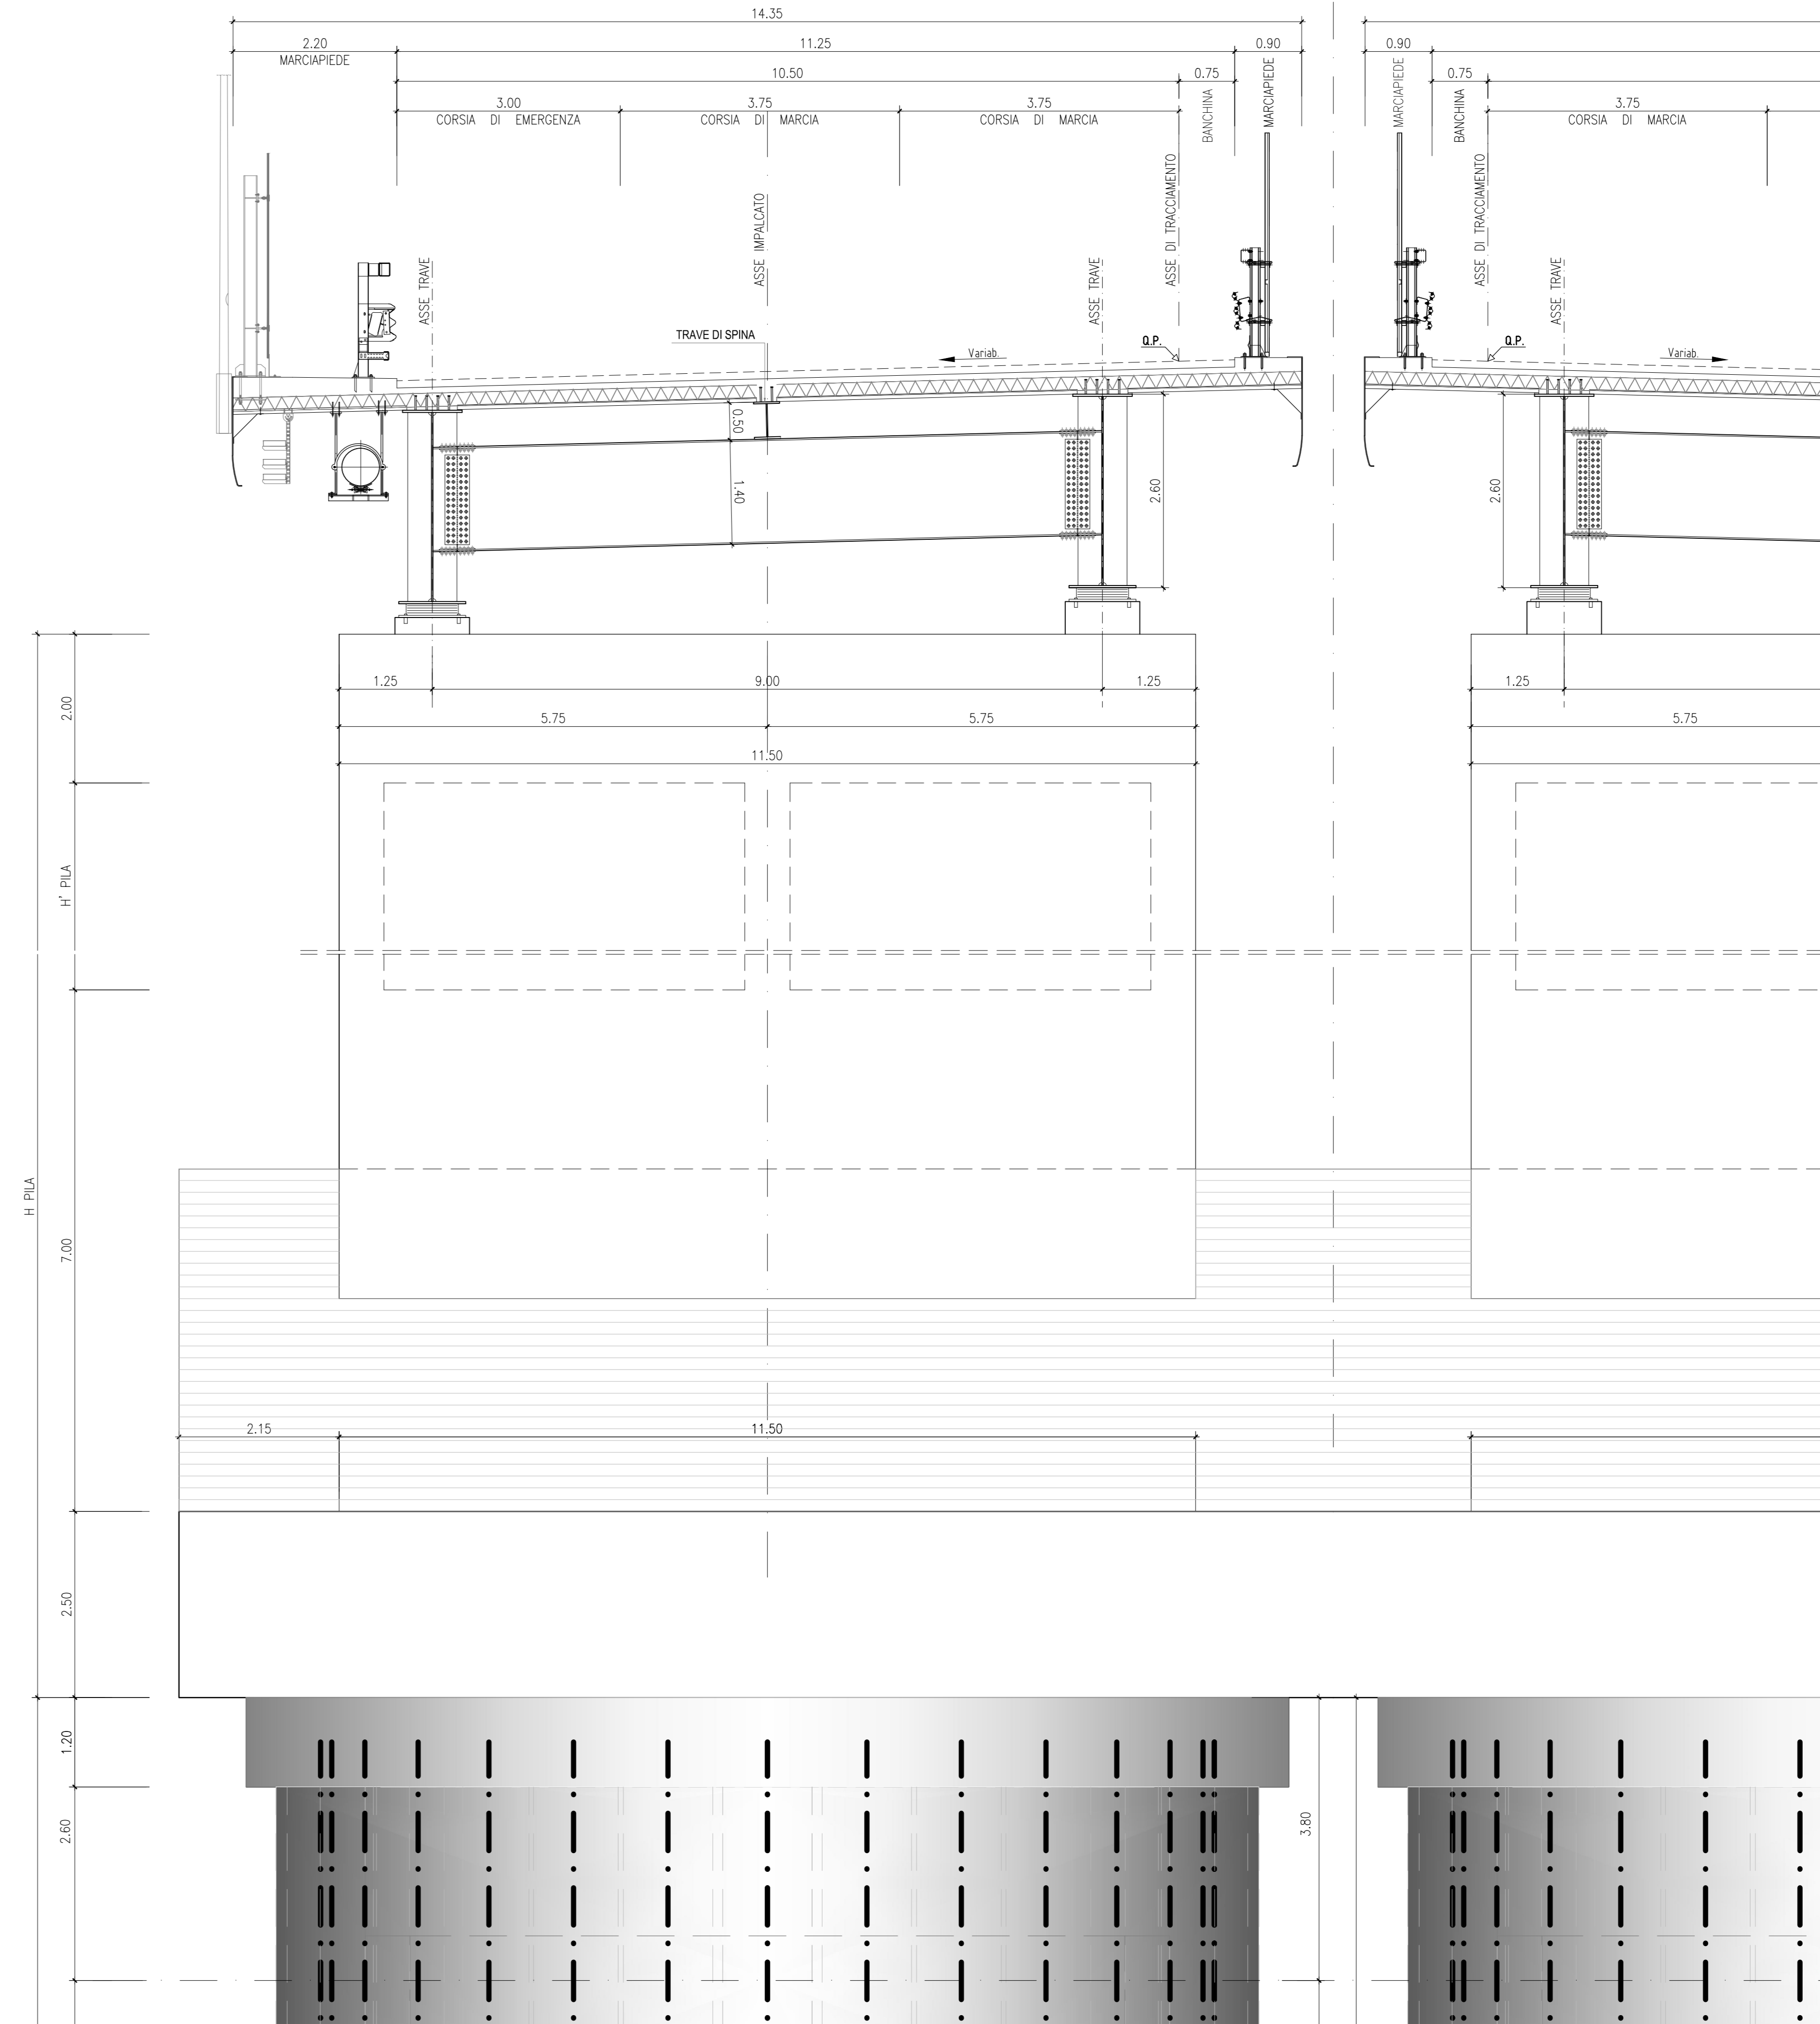 14.35
2.20
11.25
0.90
0.90
MARCIAPIEDE
10.50
0.75
0.75
3.00
3.75
3.75
3.75
CORSIA DI EMERGENZA
CORSIA DI MARCIA
CORSIA DI MARCIA
CORSIA DI MARCIA
BANCHINA
MARCIAPIEDE
MARCIAPIEDE
BANCHINA
ASSE TRAVE
ASSE IMPALCATO
ASSE TRAVE
ASSE DI TRACCIAMENTO
ASSE DI TRACCIAMENTO
ASSE TRAVE
TRAVE DI SPINA
Variab.
Q.P.
Q.P.
Variab.
0.50
1.40
2.60
2.60
1.25
9.00
1.25
1.25
2.00
5.75
5.75
5.75
11.50
H' PILA
H PILA
7.00
2.15
11.50
2.50
1.20
2.60
3.80